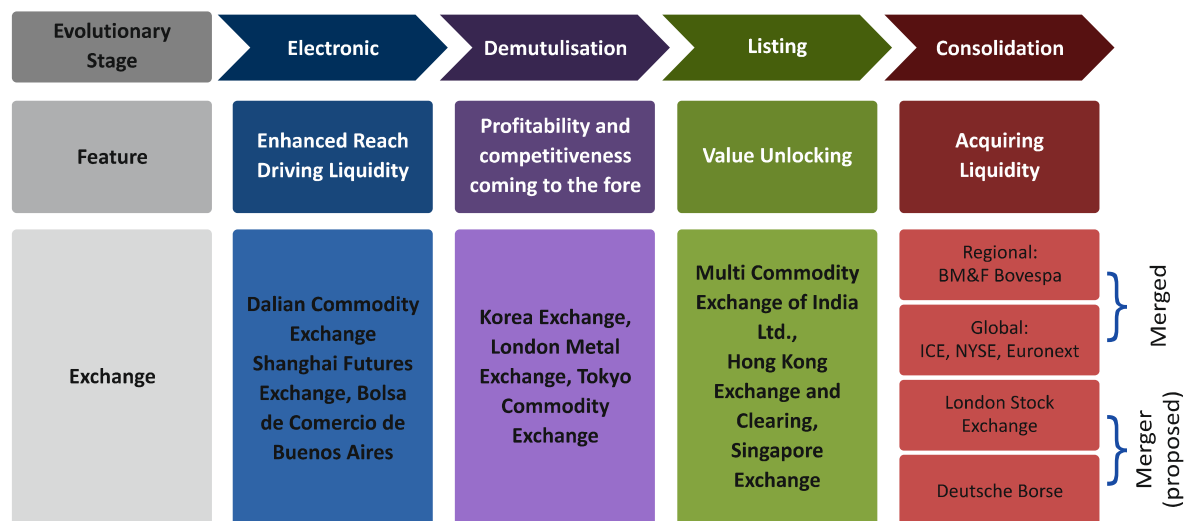 Evolutionary
Stage
Electronic
Demutulisation
Listing
Consolidation
Feature
Enhanced Reach
Driving Liquidity
Profitability and
competitiveness
coming to the fore
Value Unlocking
Acquiring
Liquidity
Exchange
Dalian Commodity
Exchange
Shanghai Futures
Exchange, Bolsa
de Comercio de
Buenos Aires
Korea Exchange,
London Metal
Exchange, Tokyo
Commodity
Exchange
Multi Commodity
Exchange of India
Ltd.,
Hong Kong
Exchange and
Clearing,
Singapore
Exchange
Regional:
BM&F Bovespa
Global:
ICE, NYSE, Euronext
London Stock
Exchange
Deutsche Borse
Merged
Merger
(proposed)